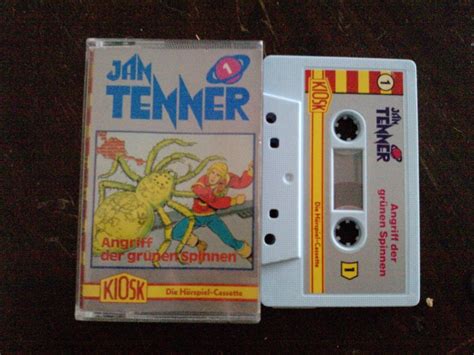 JAN
TENNER
1
Angriff
der grünen Spinnen
KIOSK
Die Hörspiel-Cassette
KIOSK
1
JAN
TENNER
1
Angriff der
grünen Spinnen
Die Hörspiel-Cassette
1